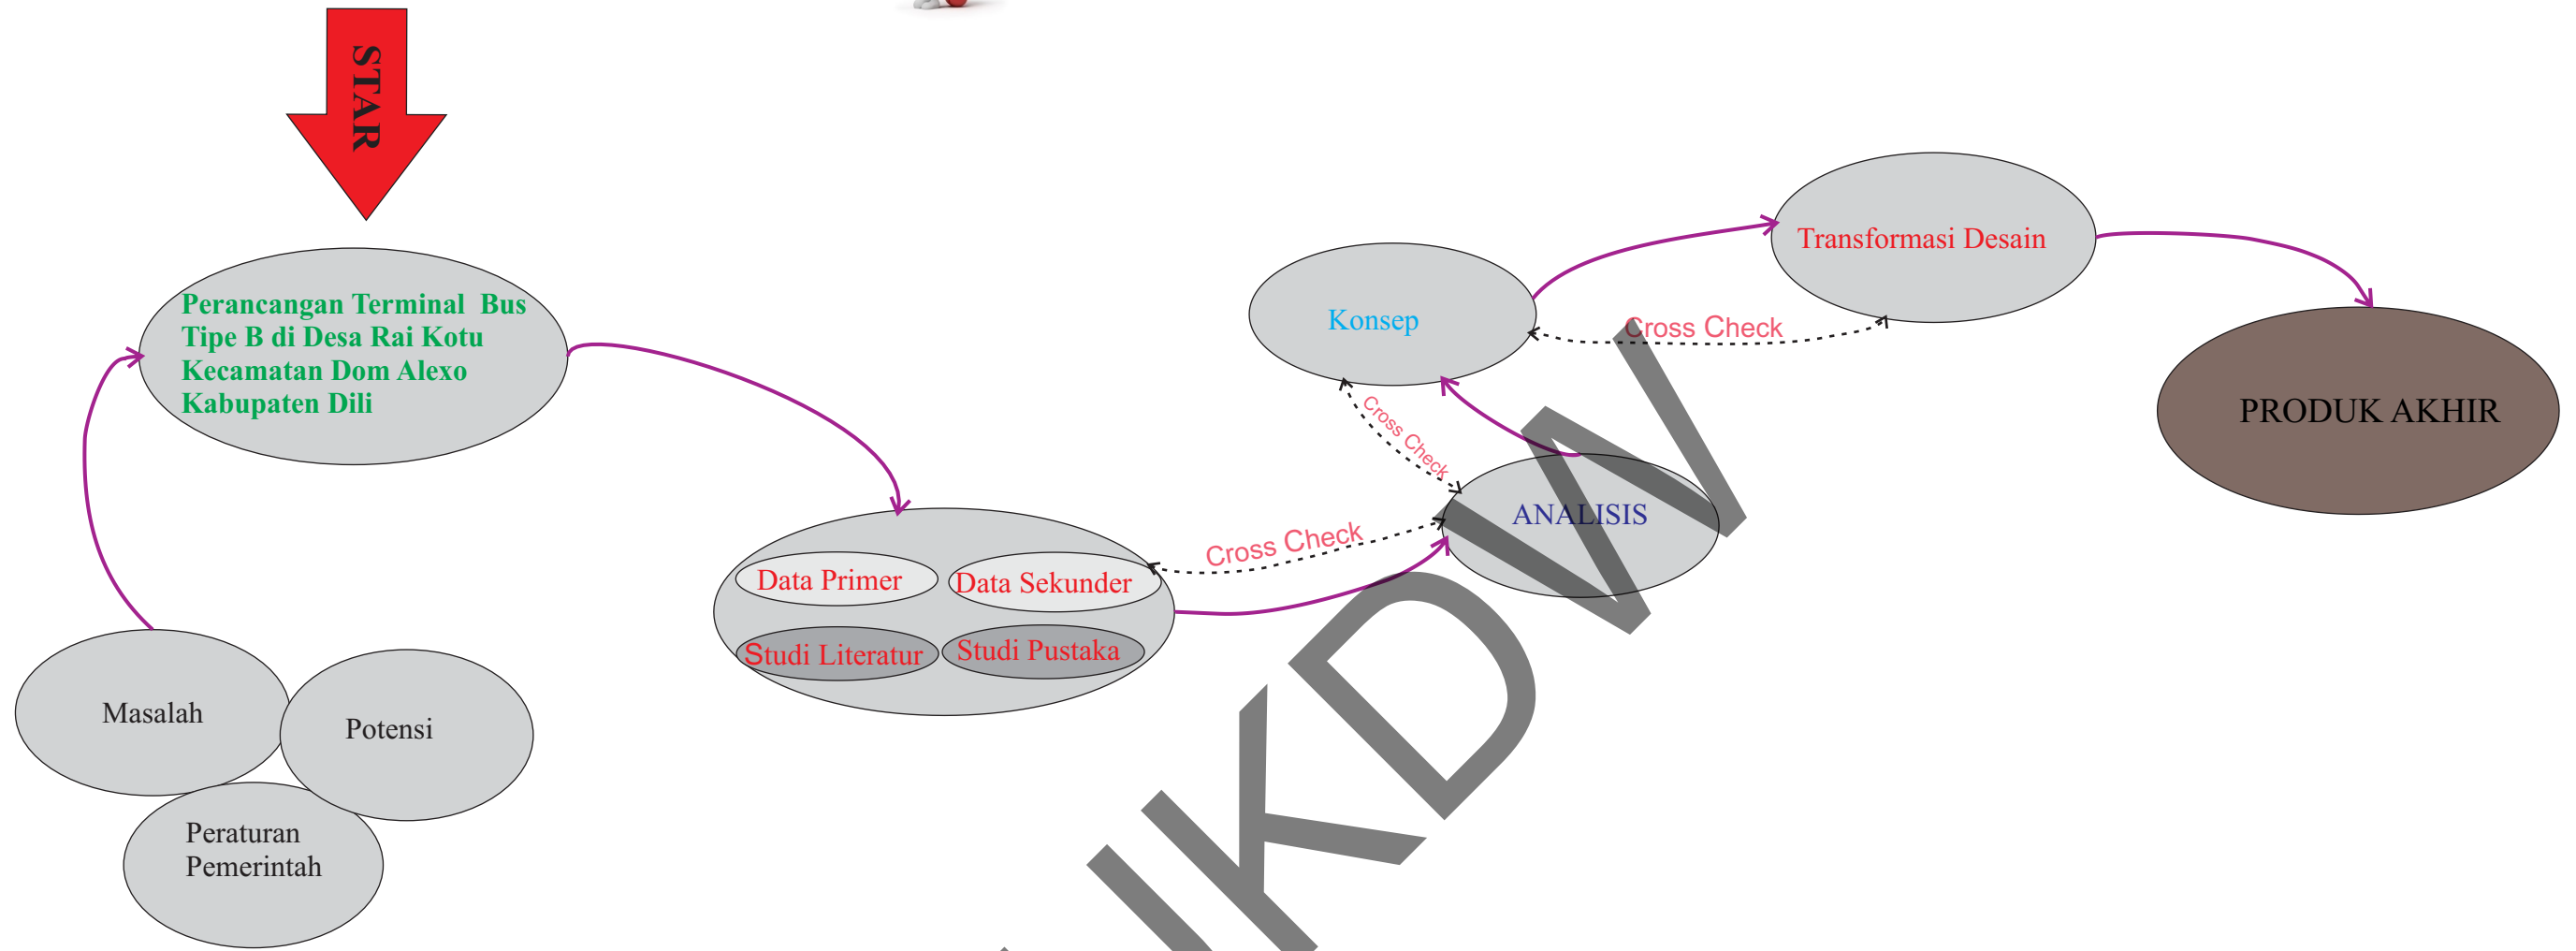 STAR
Perancangan Terminal Bus
Tipe B di Desa Rai Kotu
Kecamatan Dom Alexo
Kabupaten Dili
Masalah
Potensi
Peraturan
Pemerintah
Data Primer
Data Sekunder
Studi Literatur
Studi Pustaka
Cross Check
ANALISIS
Cross Check
Konsep
Cross Check
Transformasi Desain
PRODUK AKHIR
UKDW